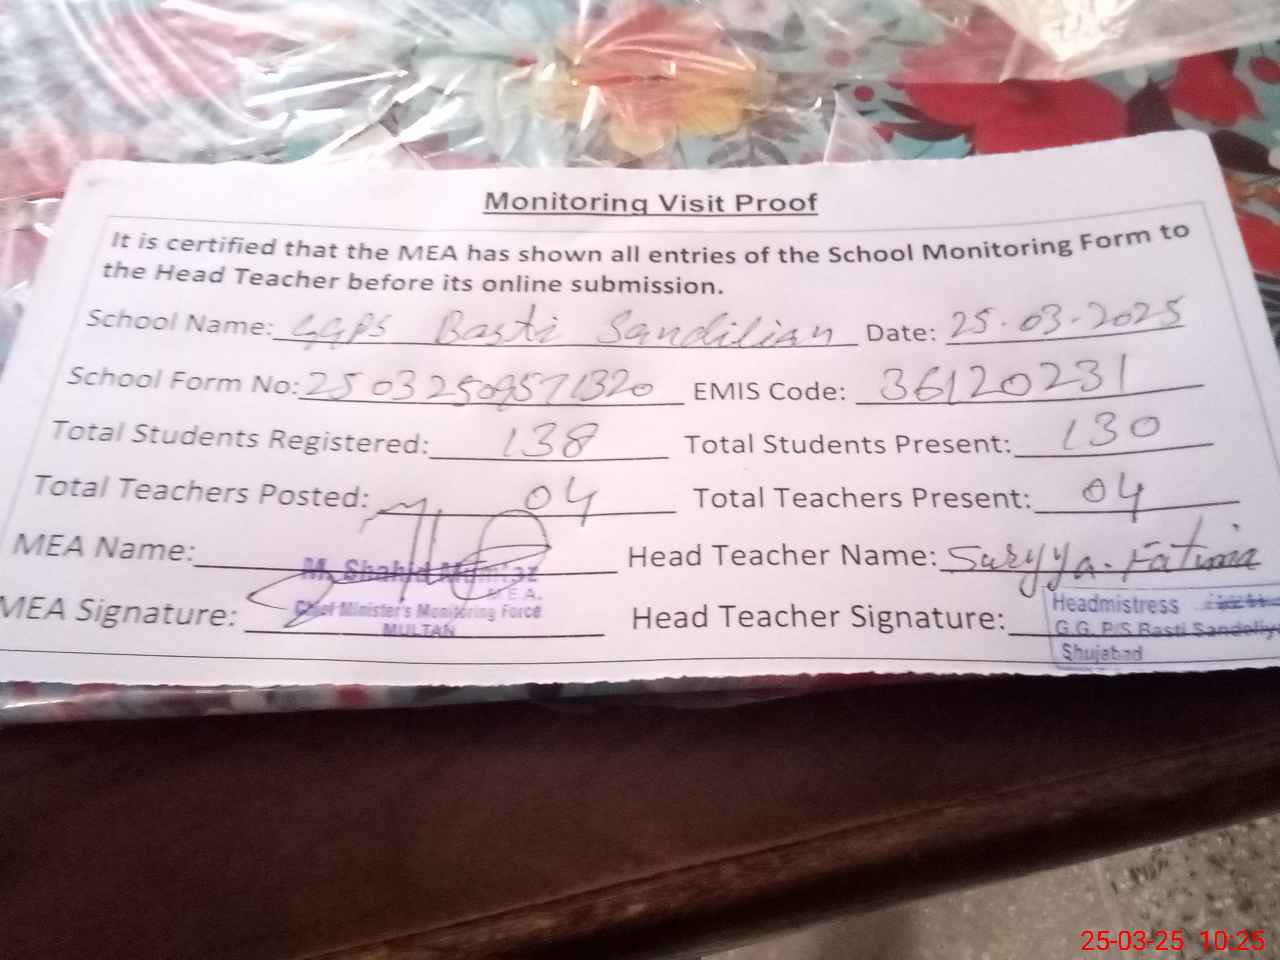 Monitoring Visit Proof
It is certified that the MEA has shown all entries of the School Monitoring Form to
the Head Teacher before its online submission.
School Name: GGPS Basti Sandilian Date: 25-03-2025
School Form No: EMIS Code: 36120231
Total Students Registered: 138 Total Students Present: 130
Total Teachers Posted: 04 Total Teachers Present: 04
MEA Name: Head Teacher Name: Suryya Fatima
M. Shahid Mumtaz
M.E.A.
MEA Signature: Head Teacher Signature:
Chief Minister's Monitoring Force
MULTAN
Headmistress
G.G. P/S Basti
Shujabad
25-03-25 10:25